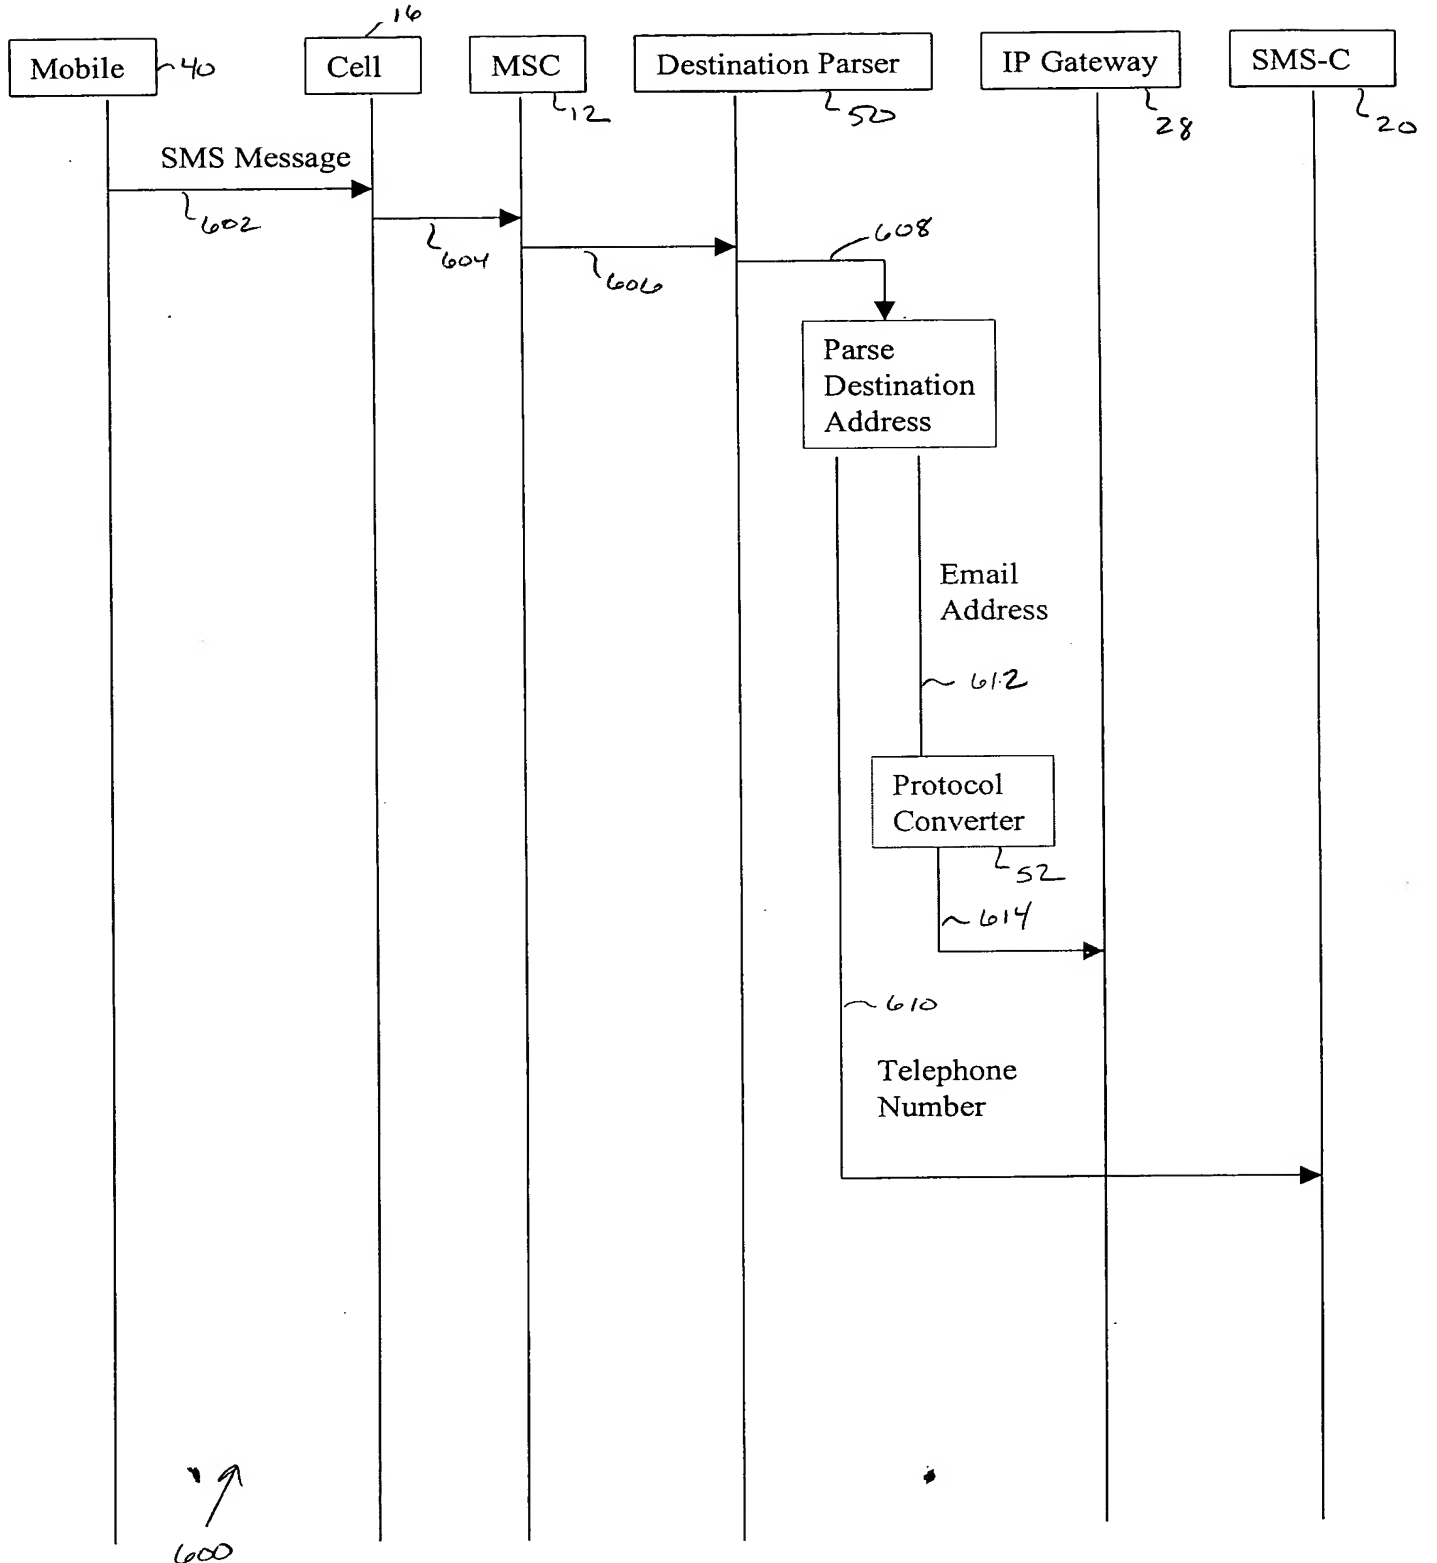 16
Mobile
40
Cell
MSC
12
Destination Parser
50
IP Gateway
28
SMS-C
20
SMS Message
602
604
606
608
Parse
Destination
Address
Email
Address
612
Protocol
Converter
52
614
610
Telephone
Number
600